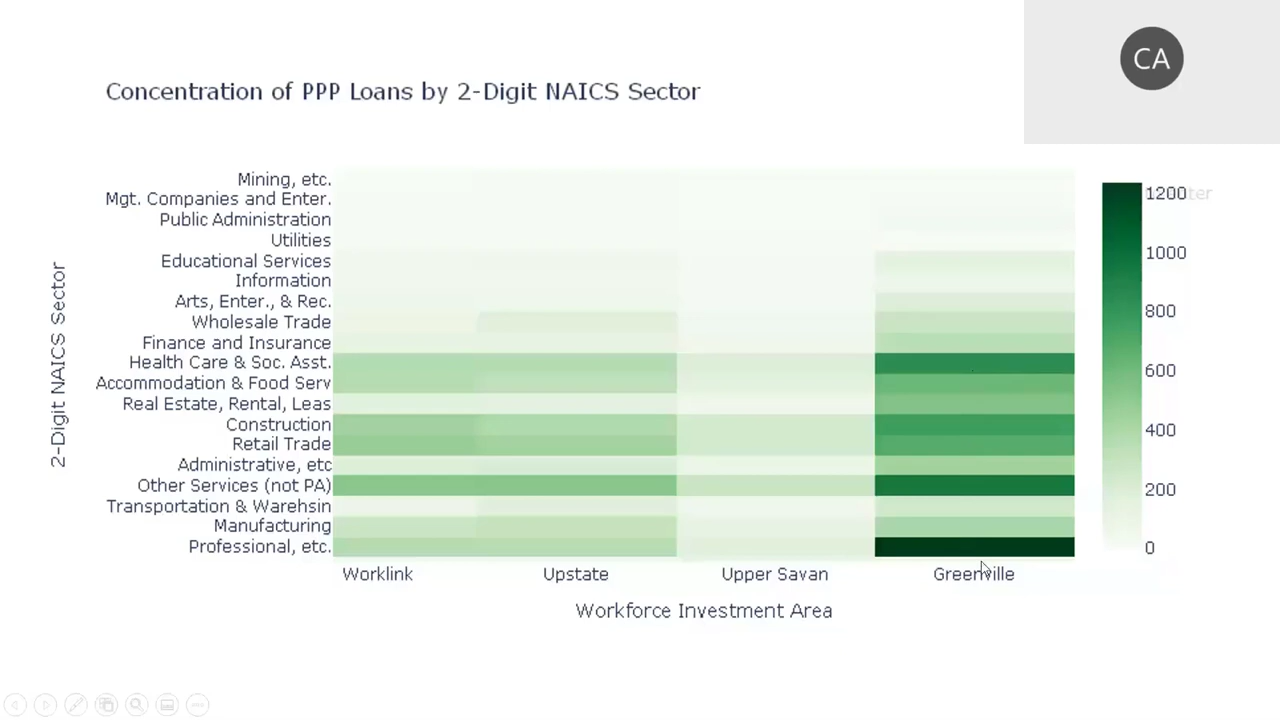 CA
Concentration of PPP Loans by 2-Digit NAICS Sector
2-Digit NAICS Sector
Mining, etc.
Mgt. Companies and Enter.
Public Administration
Utilities
Educational Services
Information
Arts, Enter., & Rec.
Wholesale Trade
Finance and Insurance
Health Care & Soc. Asst.
Accommodation & Food Serv
Real Estate, Rental, Leas
Construction
Retail Trade
Administrative, etc
Other Services (not PA)
Transportation & Warehsin
Manufacturing
Professional, etc.
Worklink Upstate Upper Savan Greenville
Workforce Investment Area
1200
1000
800
600
400
200
0